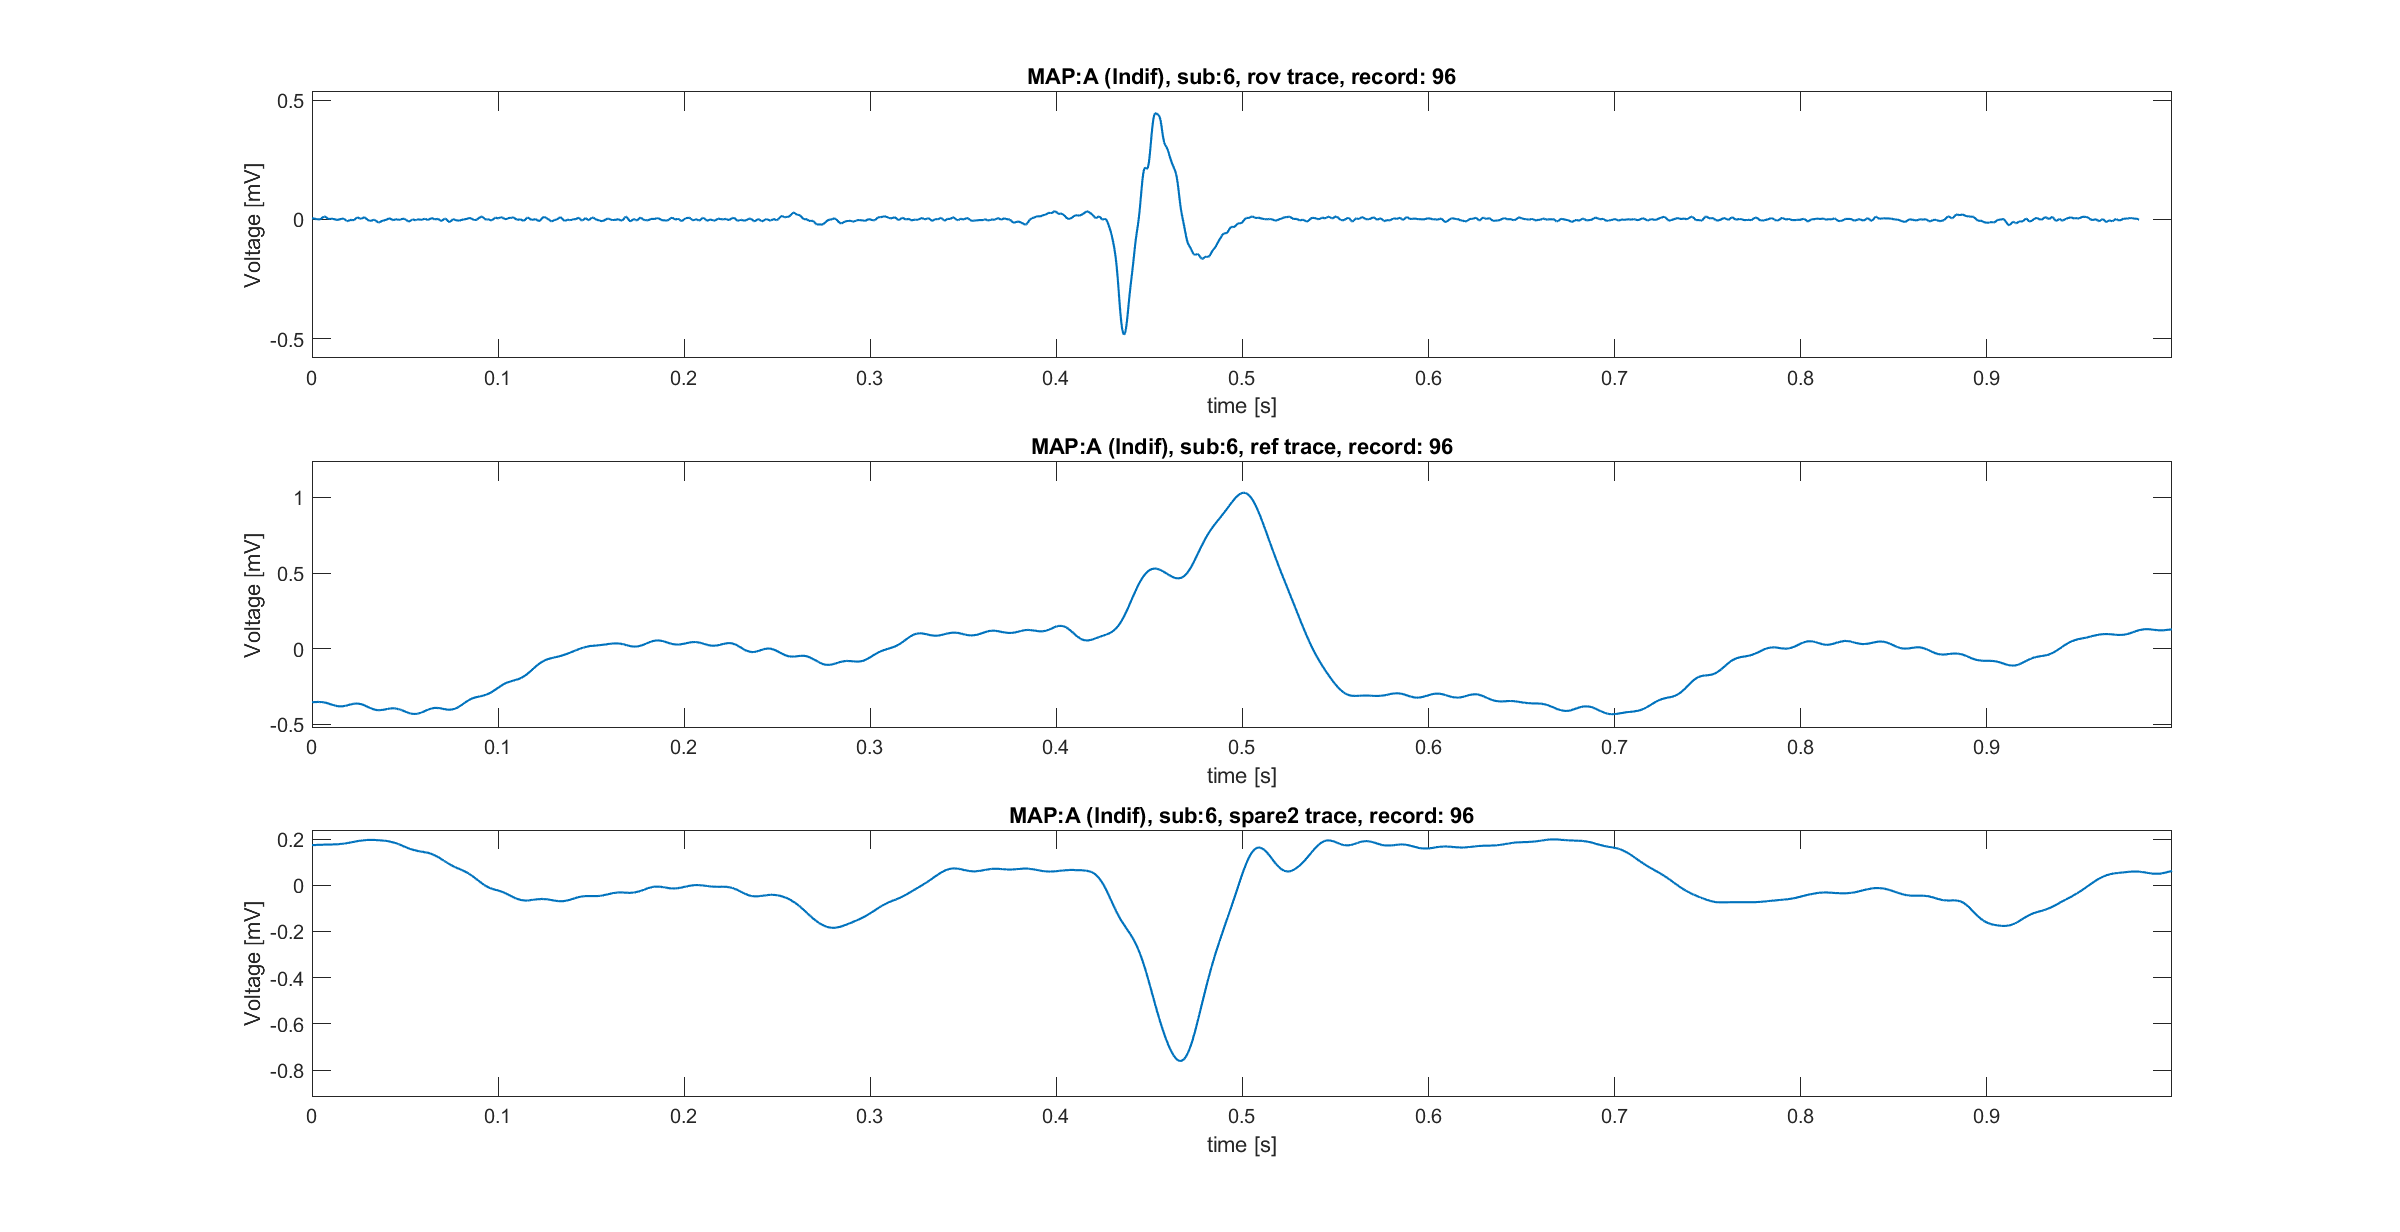 MAP:A (Indif), sub:6, rov trace, record: 96
Voltage [mV]
0.5
0
-0.5
0 0.1 0.2 0.3 0.4 0.5 0.6 0.7 0.8 0.9
time [s]
MAP:A (Indif), sub:6, ref trace, record: 96
Voltage [mV]
1
0.5
0
-0.5
0 0.1 0.2 0.3 0.4 0.5 0.6 0.7 0.8 0.9
time [s]
MAP:A (Indif), sub:6, spare2 trace, record: 96
Voltage [mV]
0.2
0
-0.2
-0.4
-0.6
-0.8
0 0.1 0.2 0.3 0.4 0.5 0.6 0.7 0.8 0.9
time [s]